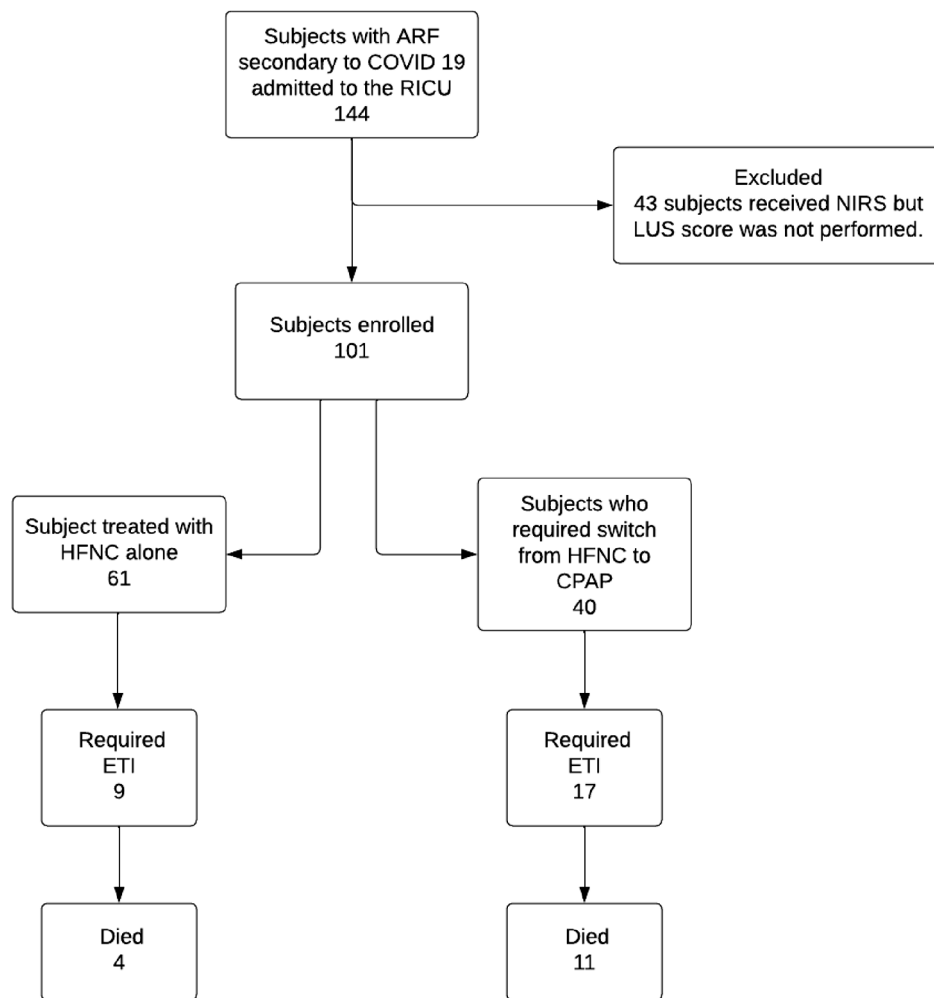 Subjects with ARF
secondary to COVID 19
admitted to the RICU
144
Excluded
43 subjects received NIRS but
LUS score was not performed.
Subjects enrolled
101
Subject treated with
HFNC alone
61
Subjects who
required switch
from HFNC to
CPAP
40
Required
ETI
9
Required
ETI
17
Died
4
Died
11